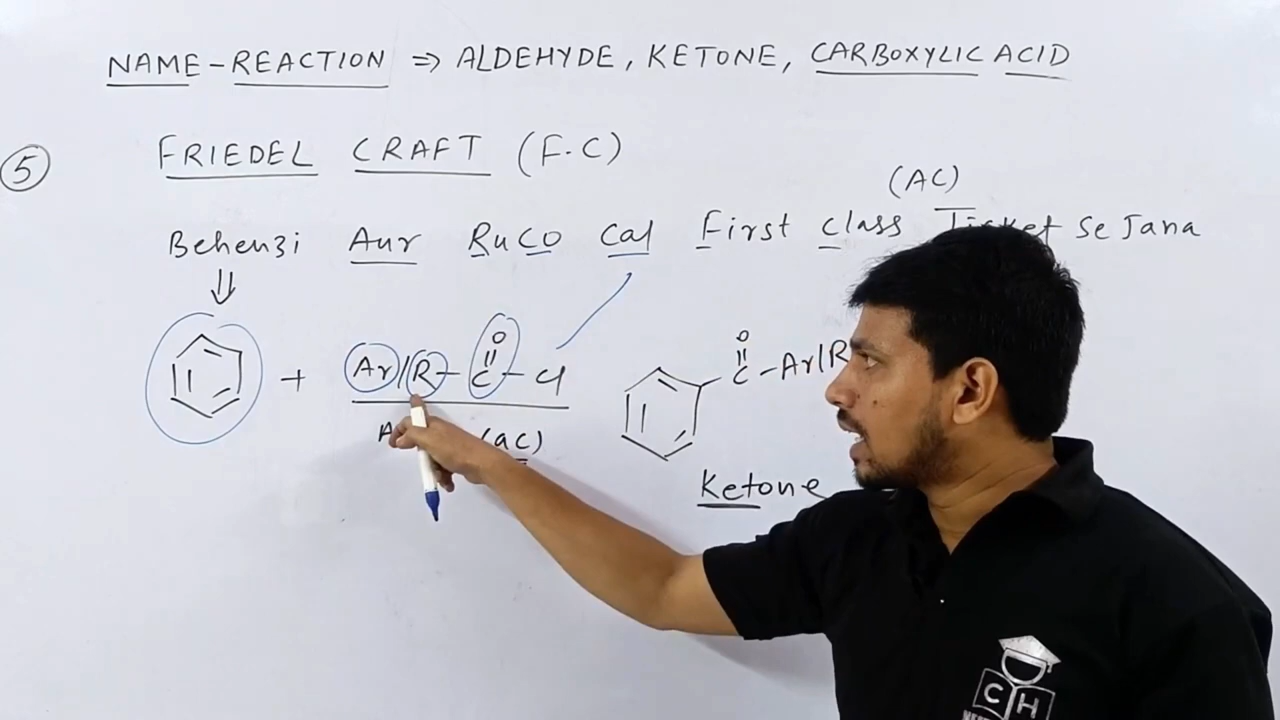 NAME-REACTION ⇒ ALDEHYDE, KETONE, CARBOXYLIC ACID
5 FRIEDEL CRAFT (F.C)
(AC)
Behenzi Aur RuCO Cal First Class Ticket Se Jana
+ Ar/R-C-Cl
O
C-Ar/R
O
(ac)
Ketone
C H